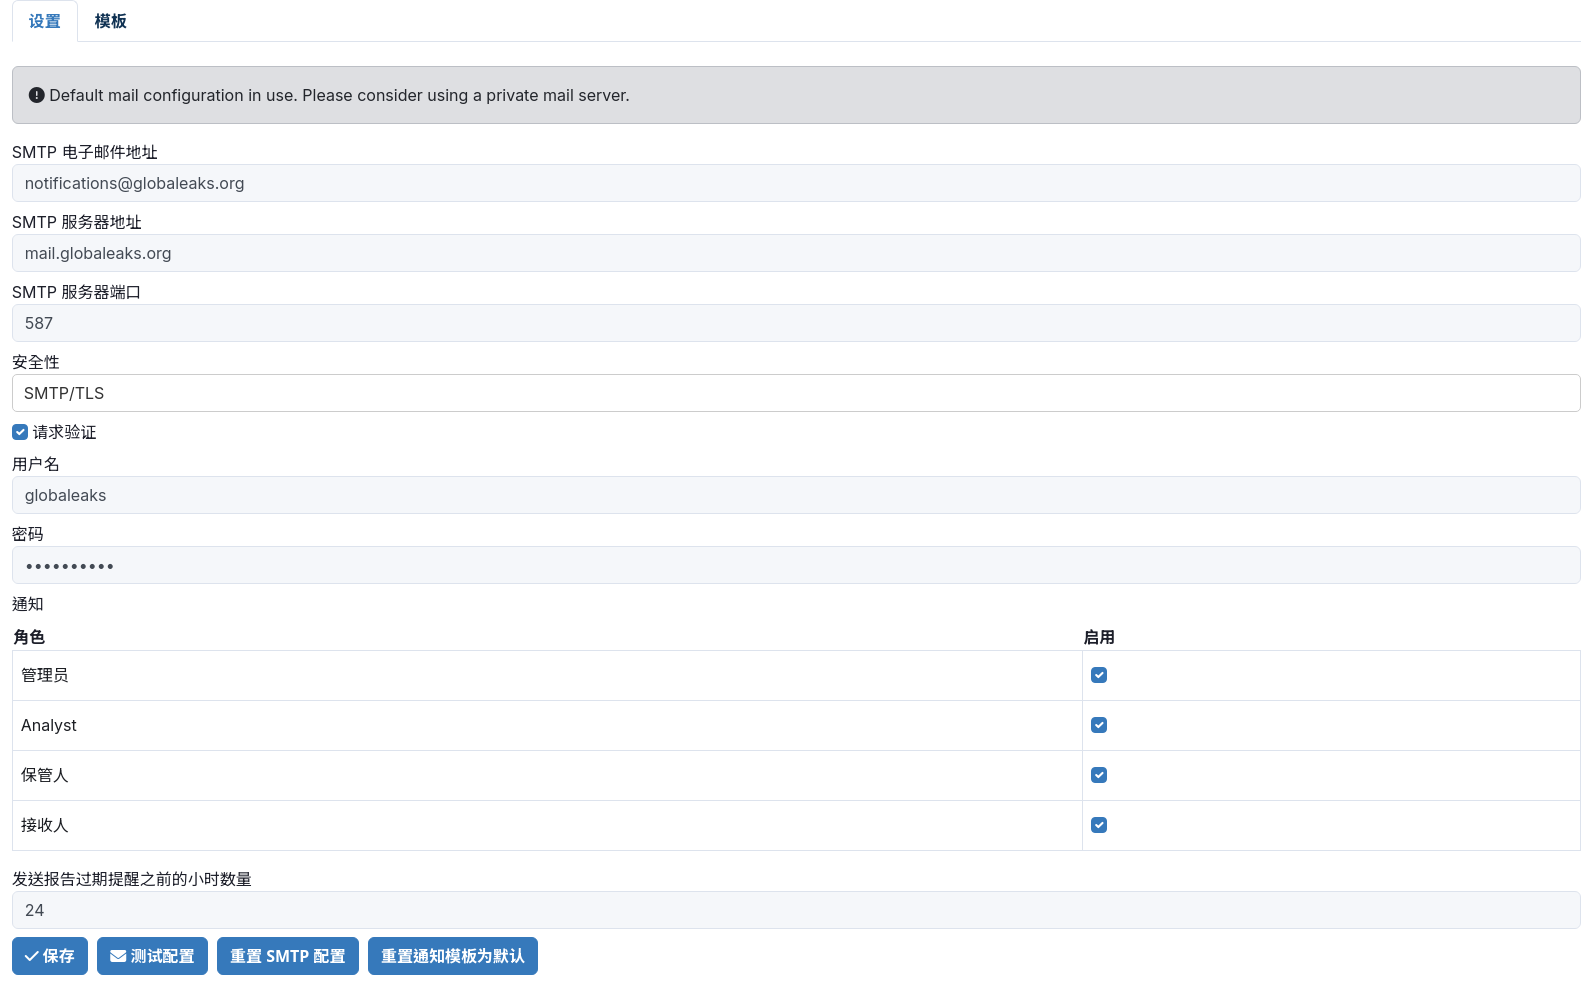 设置 模板
Default mail configuration in use. Please consider using a private mail server.
SMTP 电子邮件地址
notifications@globaleaks.org
SMTP 服务器地址
mail.globaleaks.org
SMTP 服务器端口
587
安全性
SMTP/TLS
请求验证
用户名
globaleaks
密码
••••••••••
通知
角色 启用
管理员
Analyst
保管人
接收人
发送报告过期提醒之前的小时数量
24
保存 测试配置 重置 SMTP 配置 重置通知模板为默认